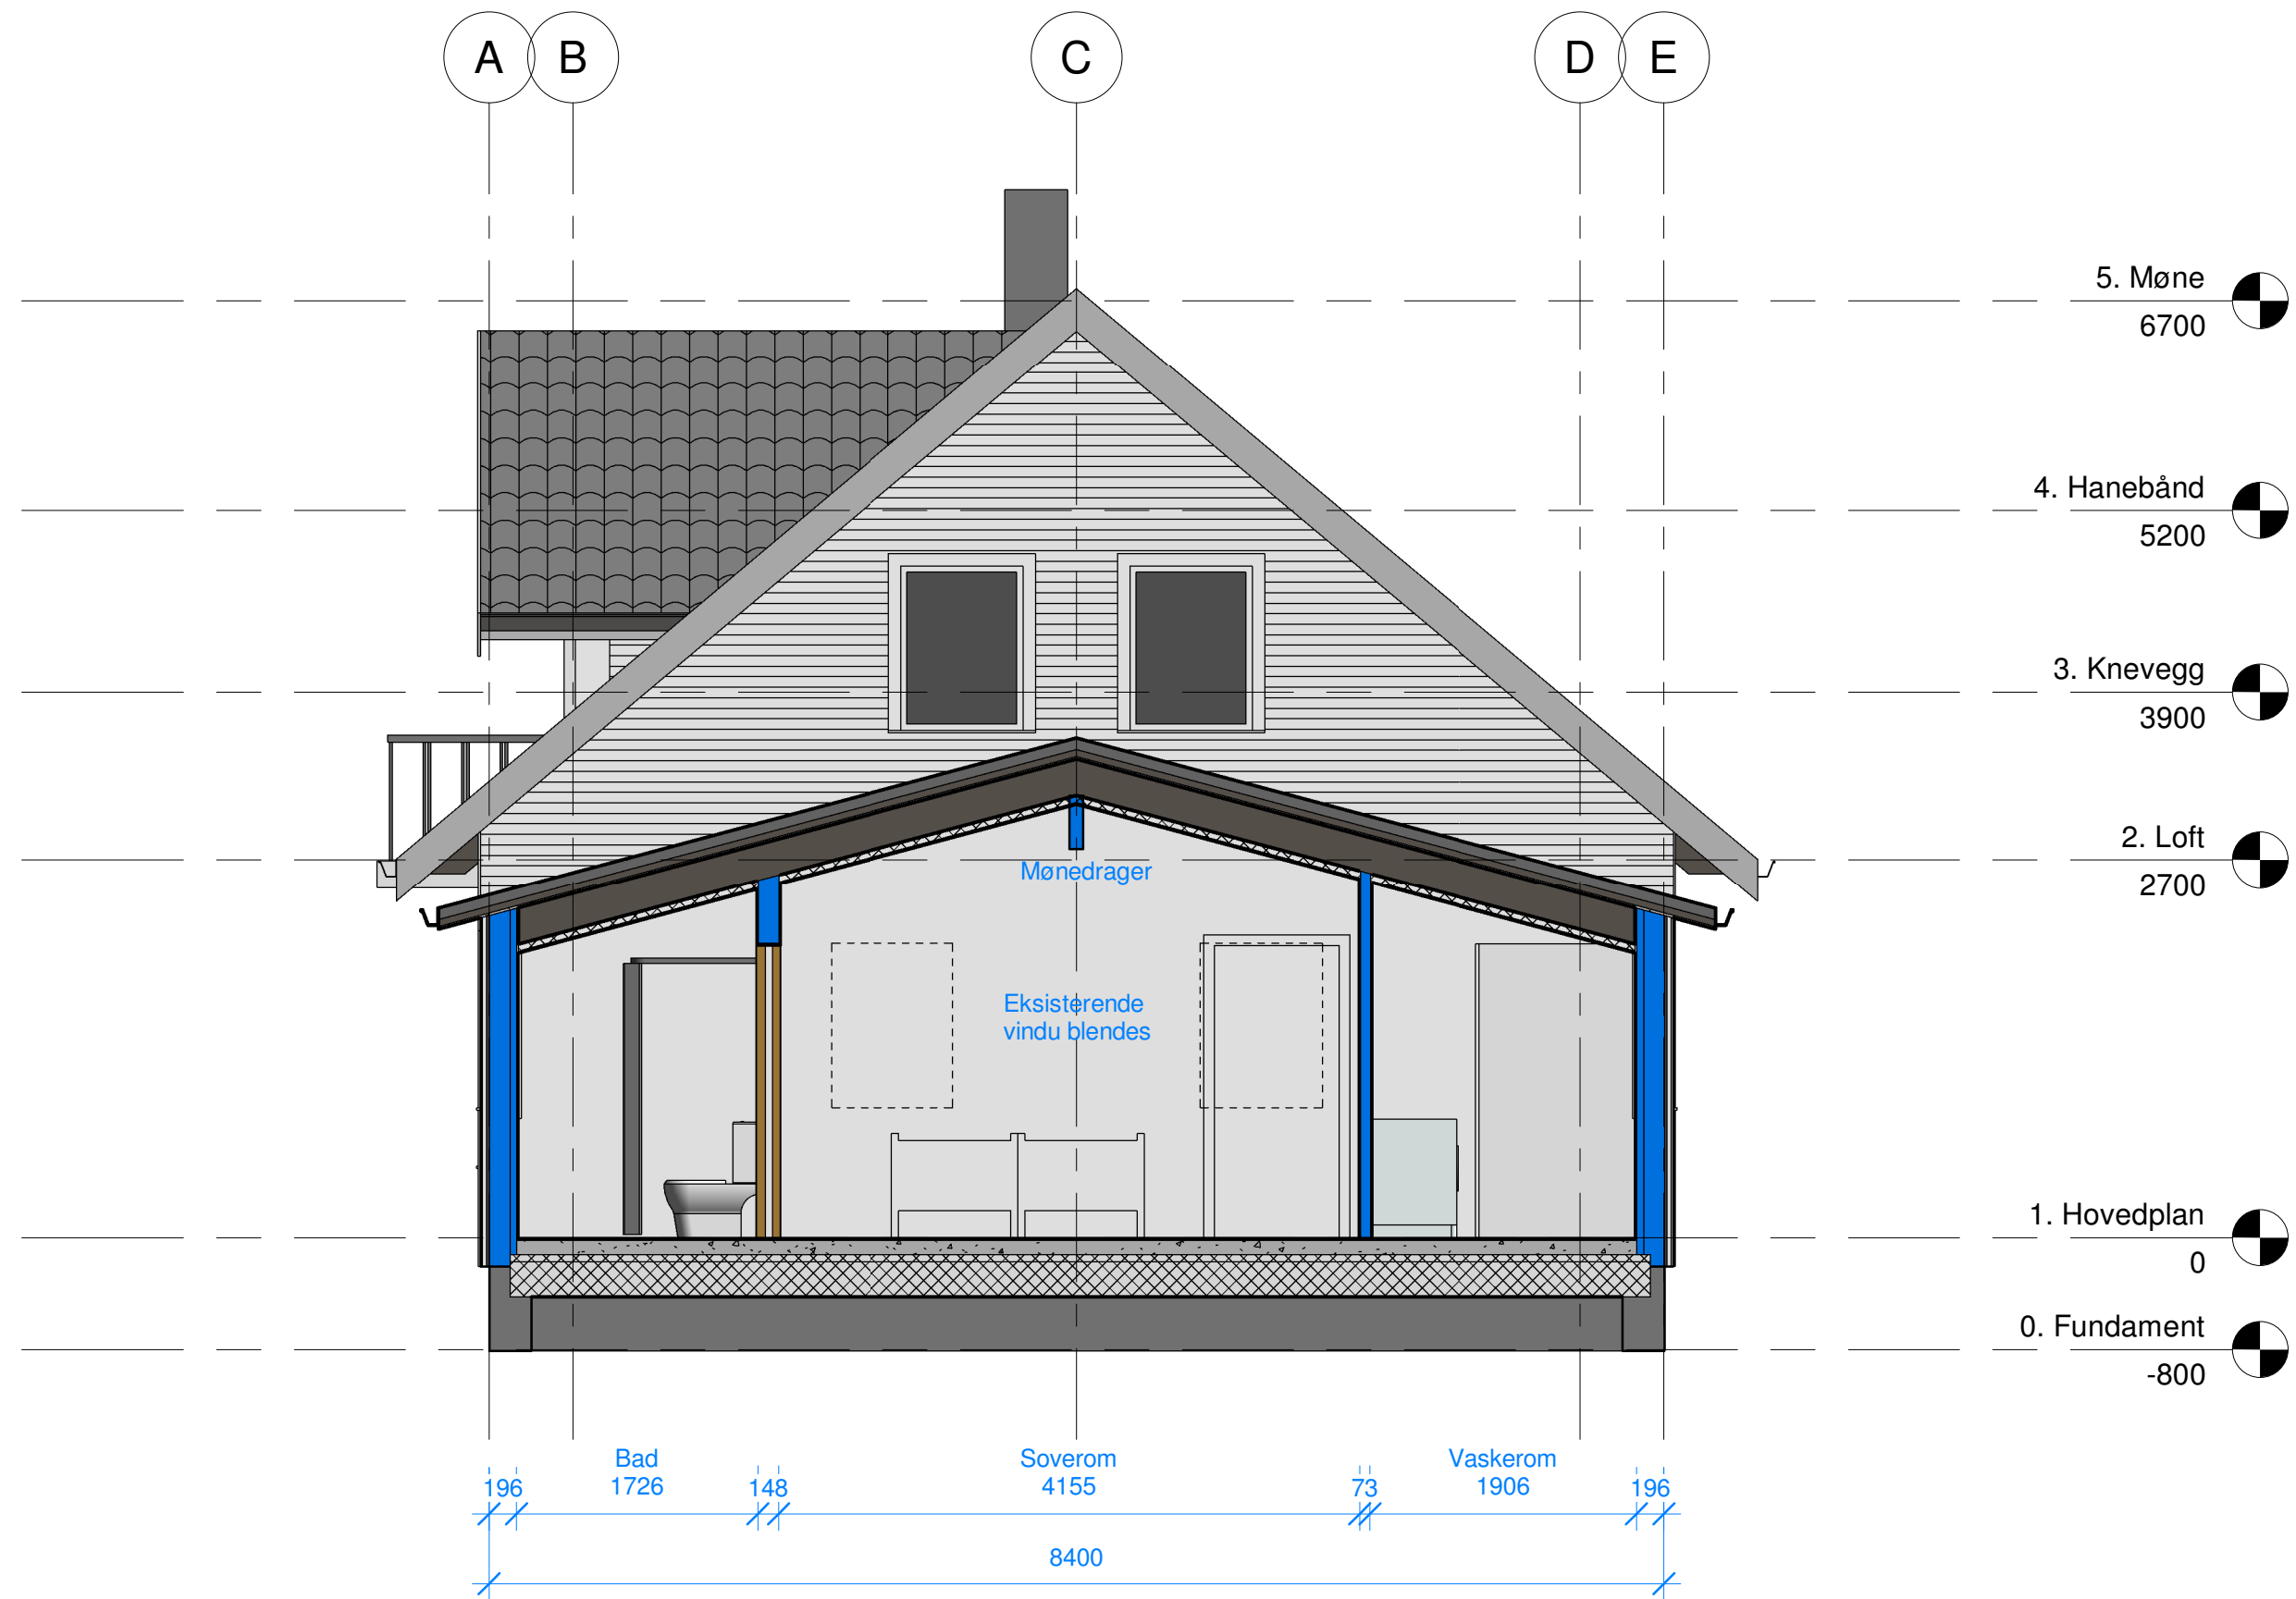 A B C D E
5. Møne
6700
4. Hanebånd
5200
3. Knevegg
3900
2. Loft
2700
Mønedrager
Eksisterende
vindu blendes
1. Hovedplan
0
0. Fundament
-800
Bad Soverom Vaskerom
196 1726 148 4155 73 1906 196
8400